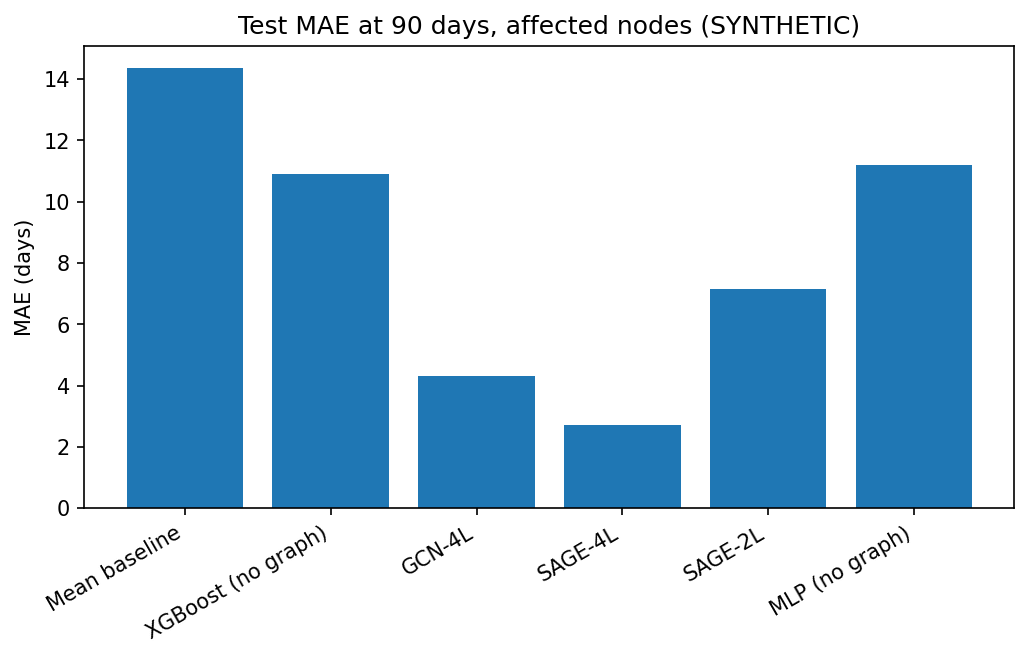 Test MAE at 90 days, affected nodes (SYNTHETIC)
MAE (days)
14
12
10
8
6
4
2
0
Mean baseline
XGBoost (no graph)
GCN-4L
SAGE-4L
SAGE-2L
MLP (no graph)